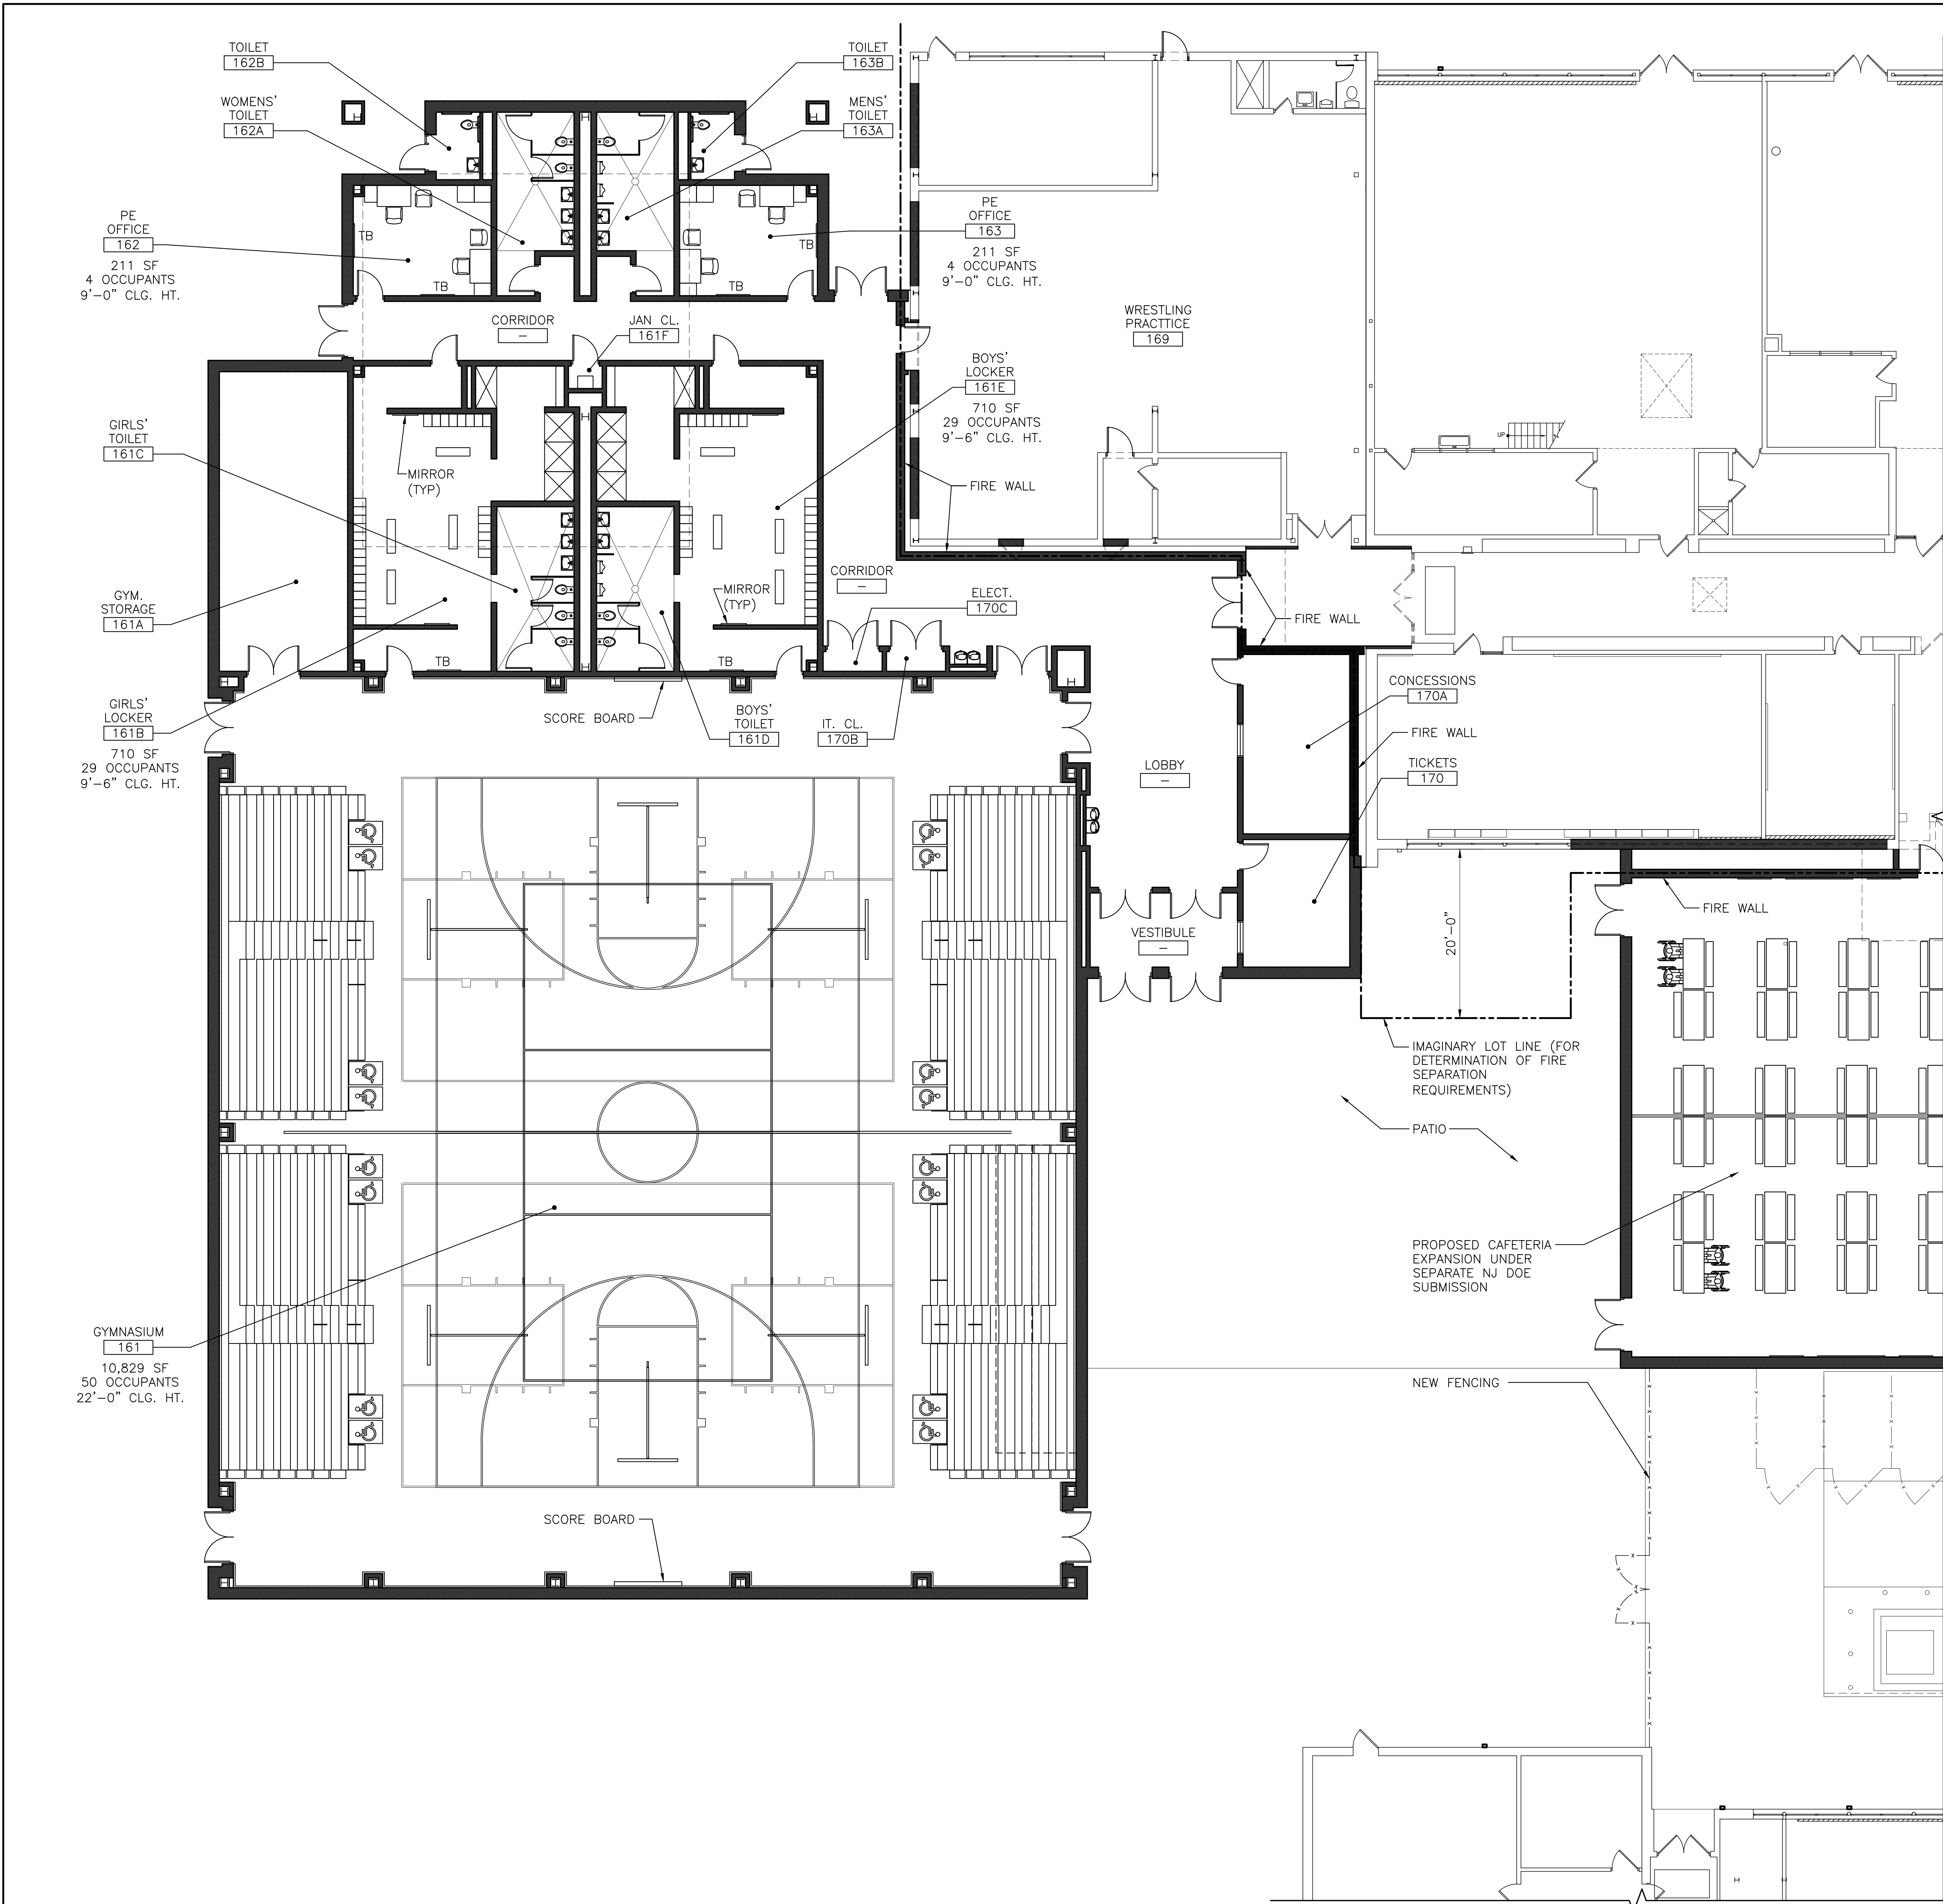 TOILET
162B
WOMENS'
TOILET
162A
TOILET
163B
MENS'
TOILET
163A
PE
OFFICE
162
211 SF
4 OCCUPANTS
9'-0" CLG. HT.
TB
TB
TB
TB
PE
OFFICE
163
211 SF
4 OCCUPANTS
9'-0" CLG. HT.
CORRIDOR
-
JAN CL.
161F
WRESTLING
PRACTTICE
169
BOYS'
LOCKER
161E
710 SF
29 OCCUPANTS
9'-6" CLG. HT.
GIRLS'
TOILET
161C
MIRROR
(TYP)
UP
FIRE WALL
GYM.
STORAGE
161A
CORRIDOR
-
MIRROR
(TYP)
ELECT.
170C
FIRE WALL
TB
TB
GIRLS'
LOCKER
161B
710 SF
29 OCCUPANTS
9'-6" CLG. HT.
SCORE BOARD
BOYS'
TOILET
161D
IT. CL.
170B
CONCESSIONS
170A
FIRE WALL
LOBBY
-
TICKETS
170
FIRE WALL
VESTIBULE
-
20'-0"
IMAGINARY LOT LINE (FOR
DETERMINATION OF FIRE
SEPARATION
REQUIREMENTS)
PATIO
PROPOSED CAFETERIA
EXPANSION UNDER
SEPARATE NJ DOE
SUBMISSION
GYMNASIUM
161
10,829 SF
50 OCCUPANTS
22'-0" CLG. HT.
NEW FENCING
SCORE BOARD